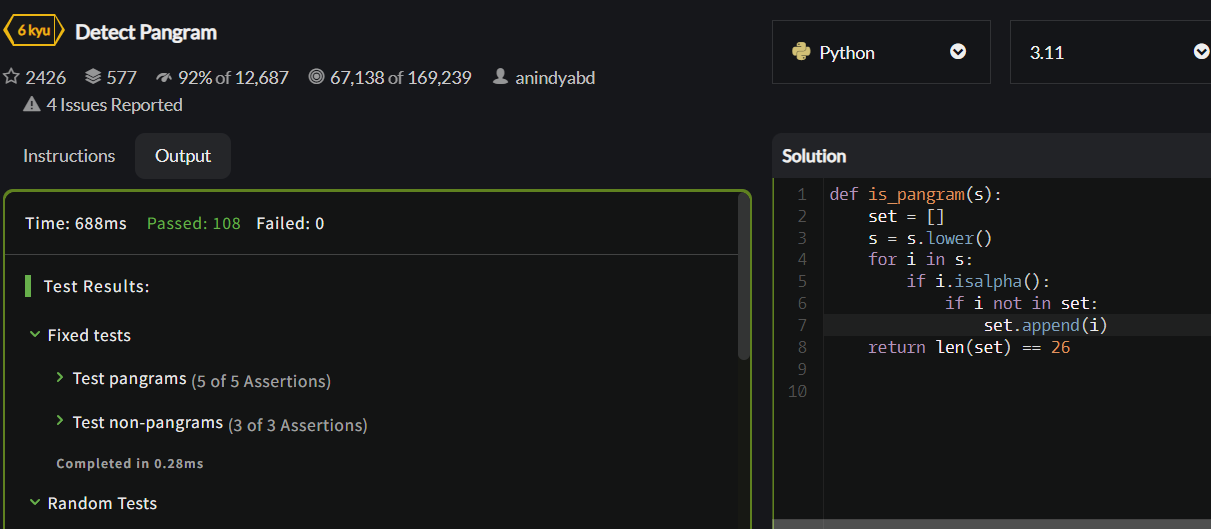 6 kyu Detect Pangram
2426 577 92% of 12,687 67,138 of 169,239 anindyabd
4 Issues Reported
Python
3.11
Instructions Output
Time: 688ms Passed: 108 Failed: 0
Test Results:
Fixed tests
Test pangrams (5 of 5 Assertions)
Test non-pangrams (3 of 3 Assertions)
Completed in 0.28ms
Random Tests
Solution
1 def is_pangram(s):
2     set = []
3     s = s.lower()
4     for i in s:
5         if i.isalpha():
6             if i not in set:
7                 set.append(i)
8     return len(set) == 26
9
10